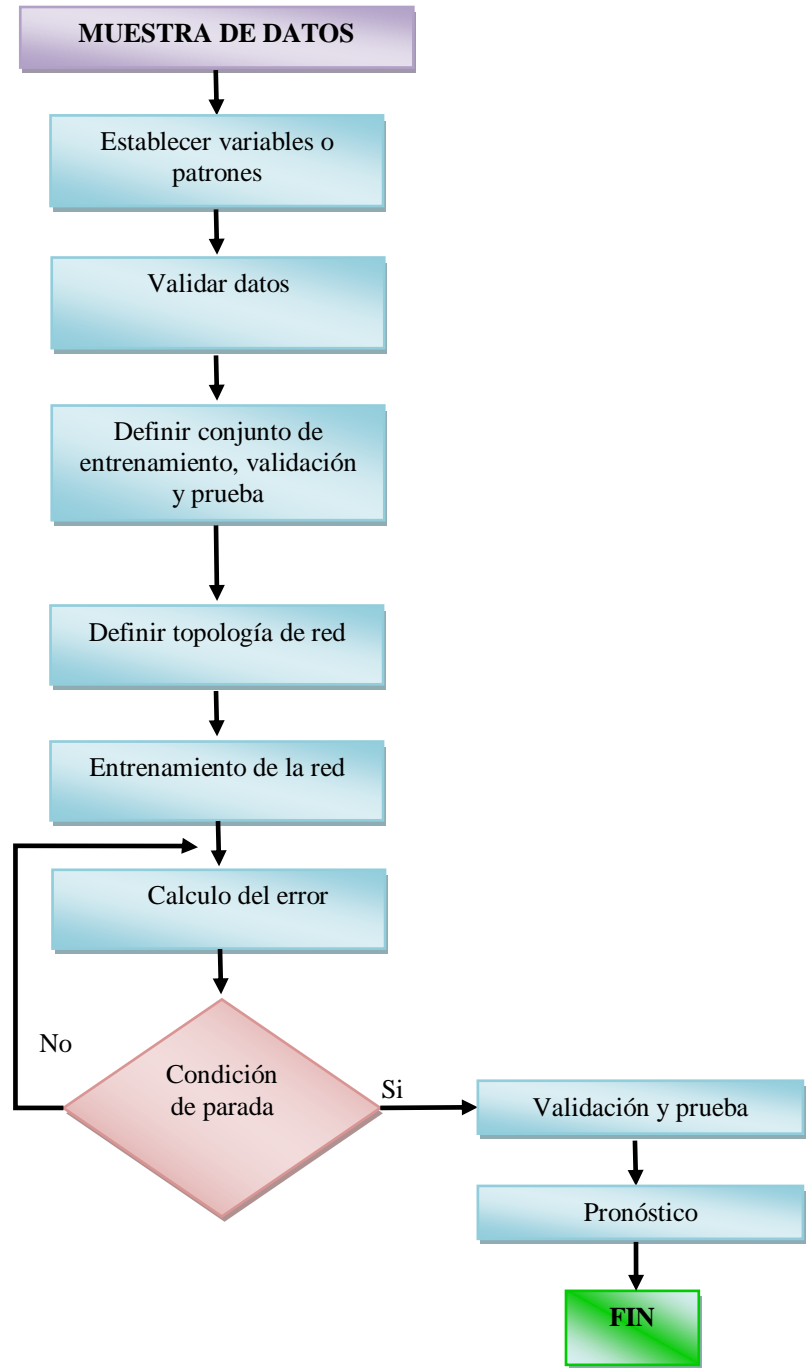 MUESTRA DE DATOS
Establecer variables o
patrones
Validar datos
Definir conjunto de
entrenamiento, validación
y prueba
Definir topología de red
Entrenamiento de la red
Calculo del error
No
Condición
de parada
Si
Validación y prueba
Pronóstico
FIN